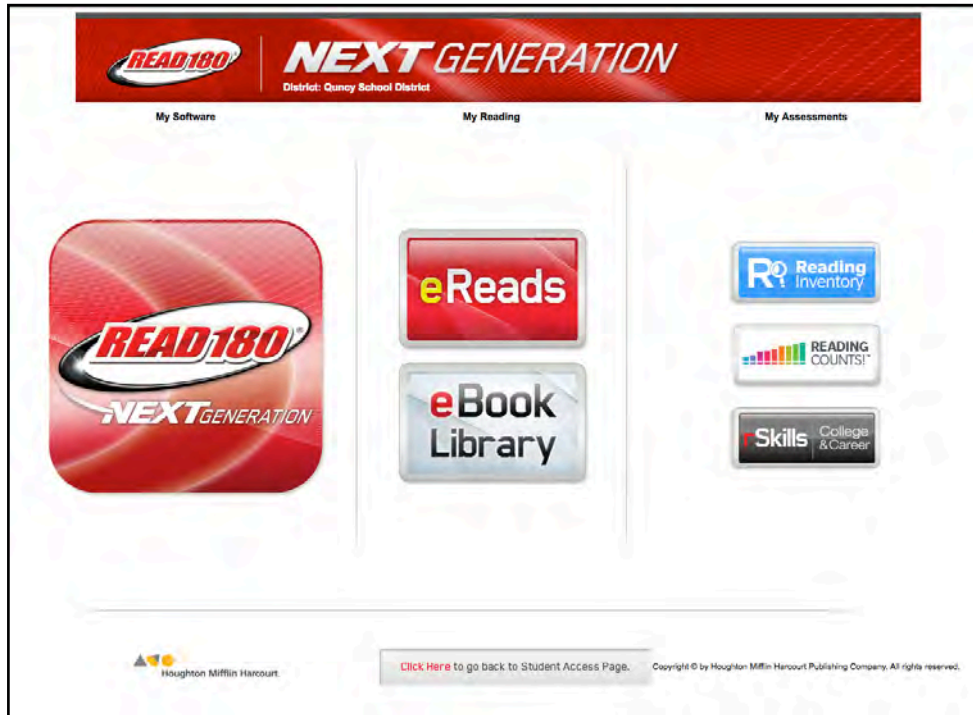 READ180
NEXT GENERATION
District: Quncy School District
My Software
My Reading
My Assessments
READ180
NEXT GENERATION
eReads
eBook
Library
Reading
Inventory
READING
COUNTS!™
rSkills
College
& Career
Houghton Mifflin Harcourt
Click Here to go back to Student Access Page.
Copyright © by Houghton Mifflin Harcourt Publishing Company. All rights reserved.